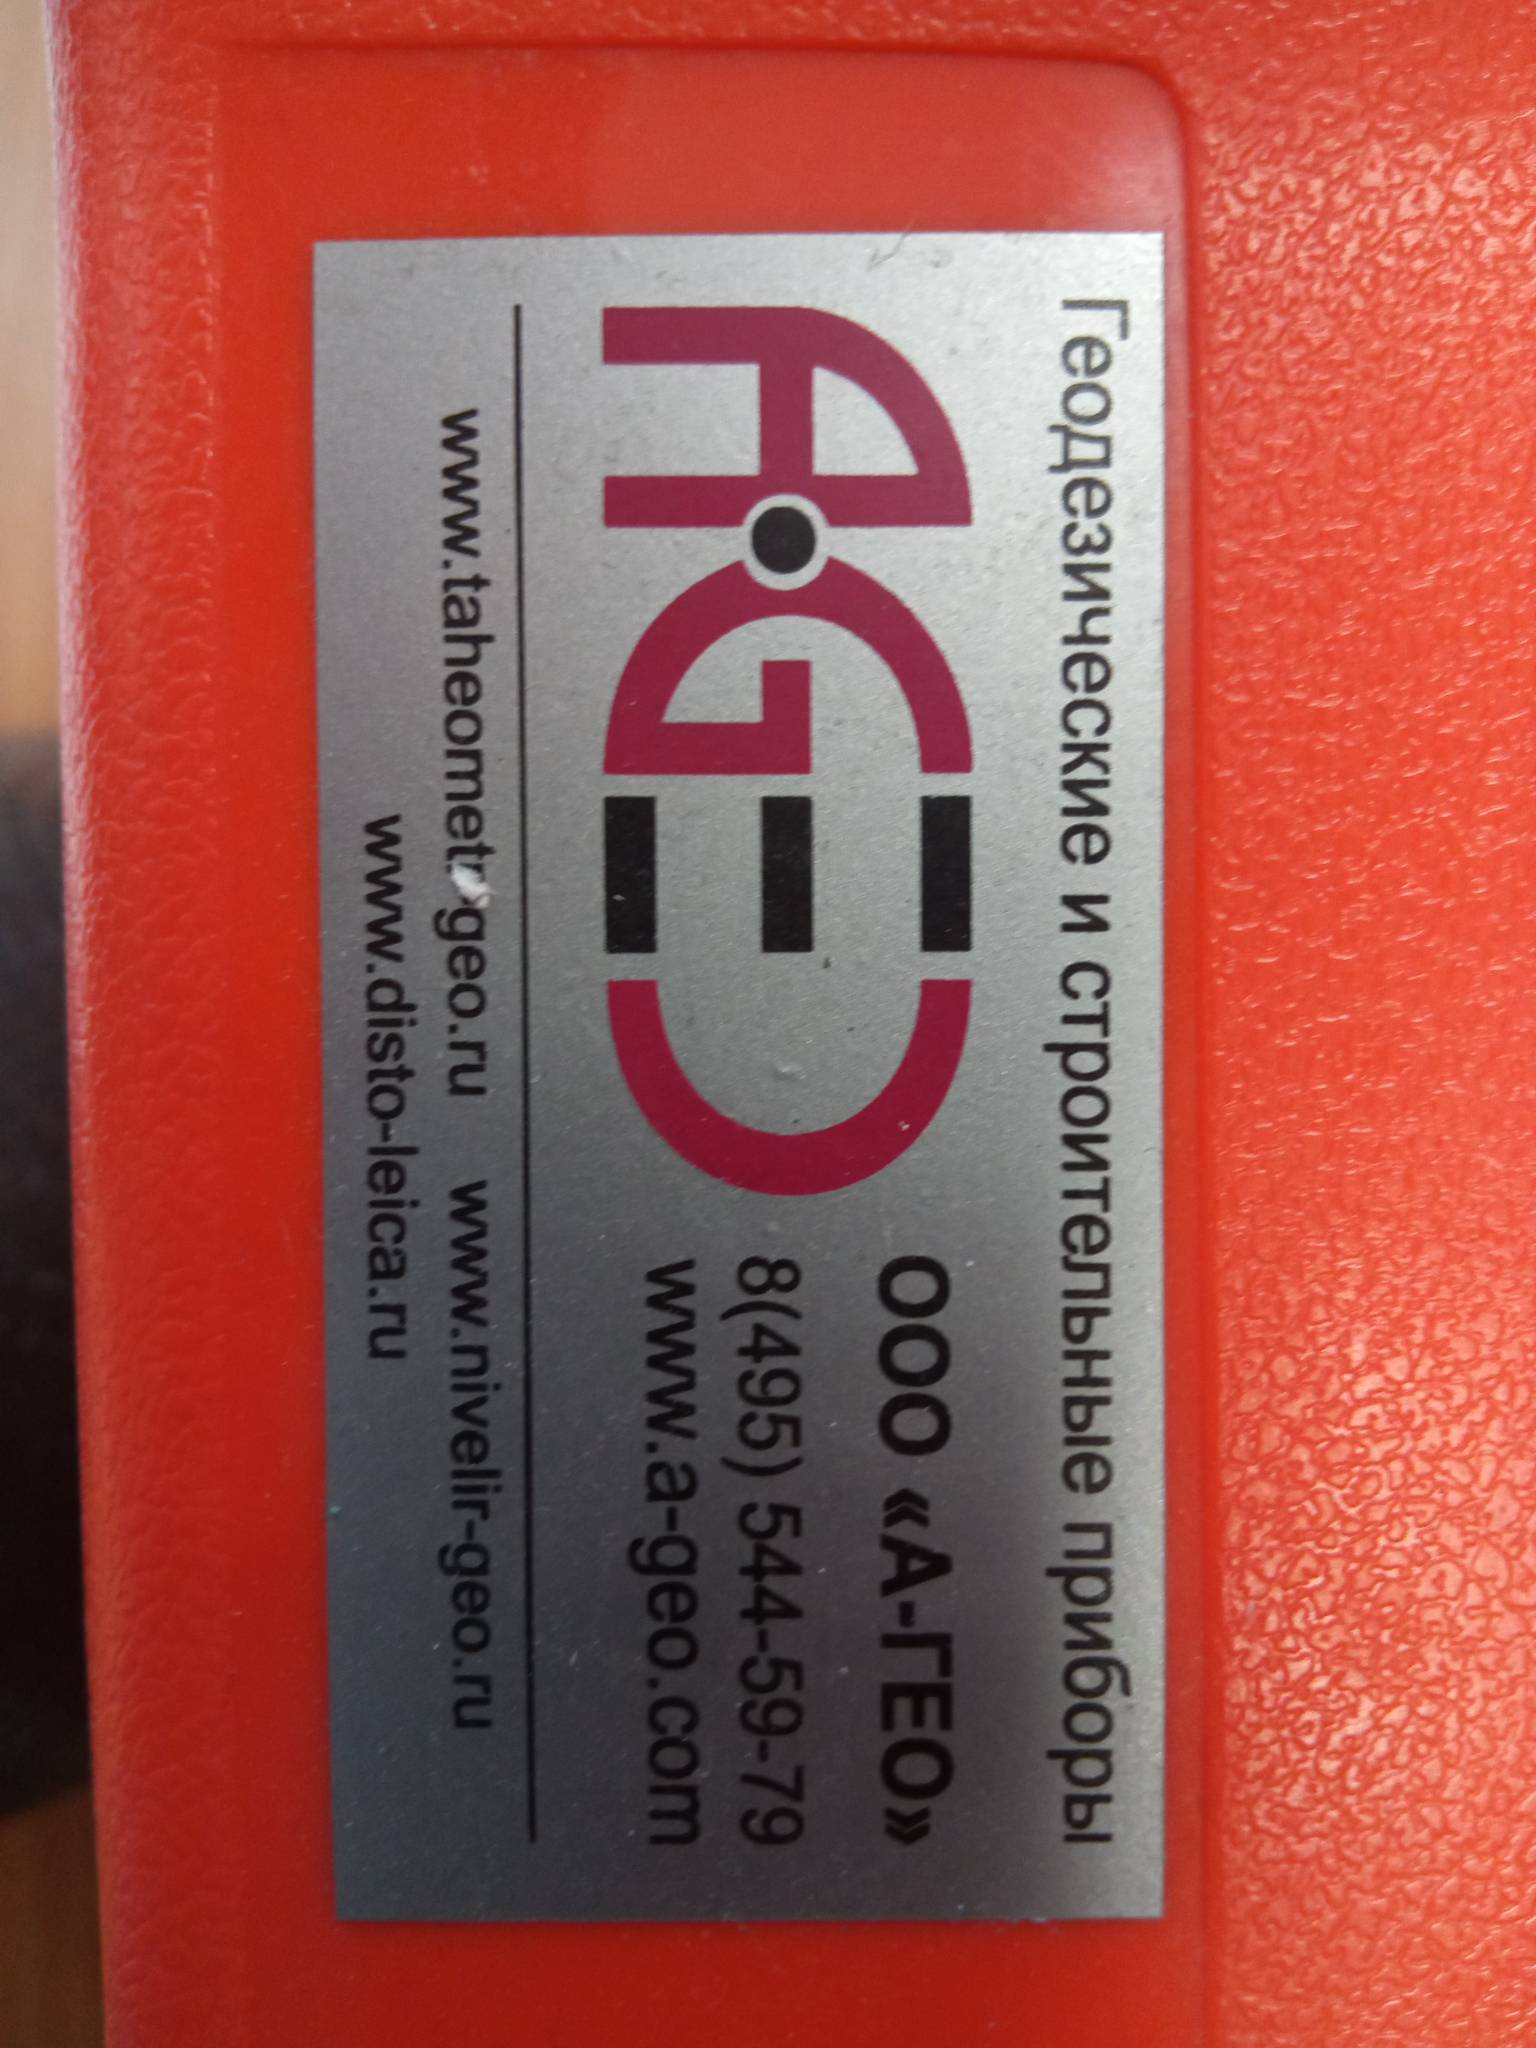 Геодезические и строительные приборы
A·GEO
ООО «А-ГЕО»
8(495) 544-59-79
www.a-geo.com
www.taheometr-geo.ru www.nivelir-geo.ru
www.disto-leica.ru